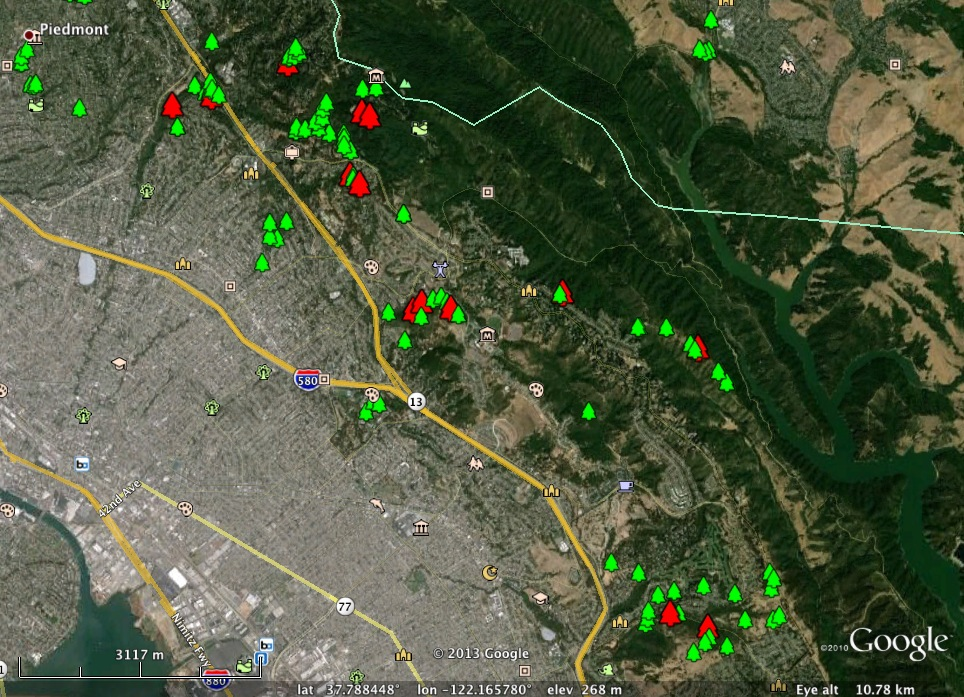 Piedmont
M
580
13
M
b
42nd Ave
77
Nimitz Fwy
b
© 2013 Google
©2010 Google
3117 m
880
lat 37.788448° lon -122.165780° elev 268 m
Eye alt 10.78 km